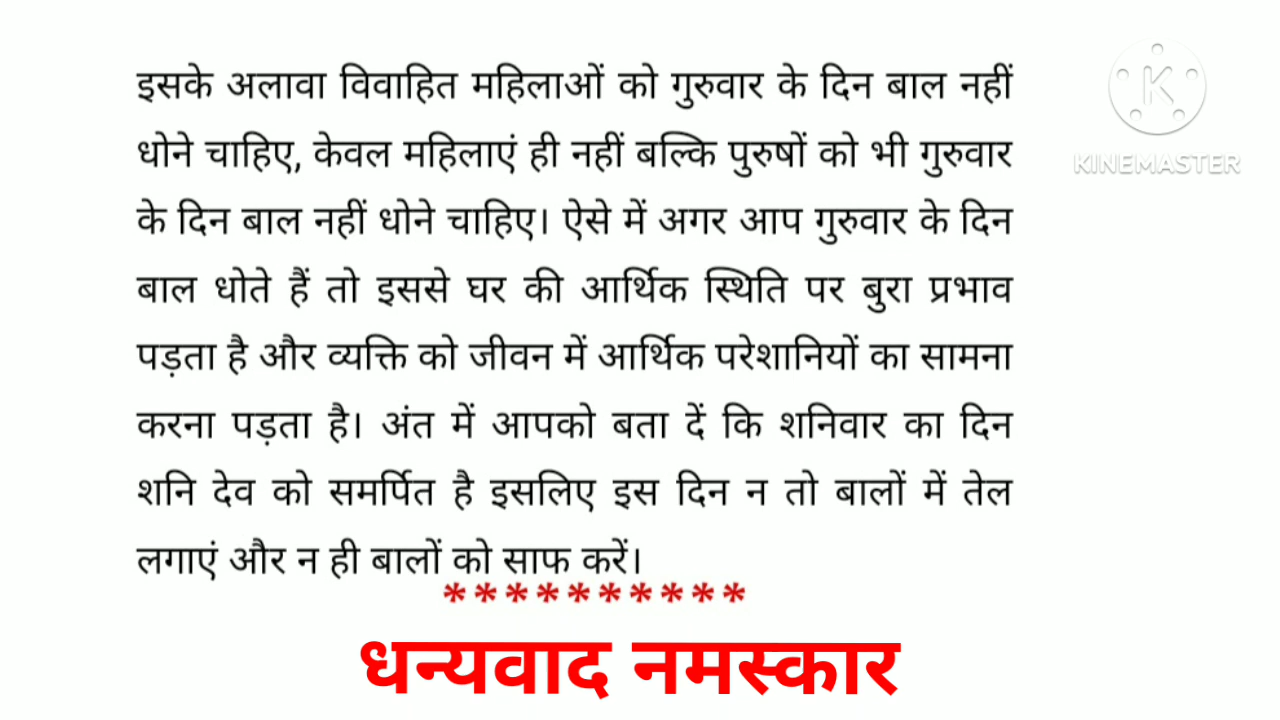 इसके अलावा विवाहित महिलाओं को गुरुवार के दिन बाल नहीं
धोने चाहिए, केवल महिलाएं ही नहीं बल्कि पुरुषों को भी गुरुवार
के दिन बाल नहीं धोने चाहिए। ऐसे में अगर आप गुरुवार के दिन
बाल धोते हैं तो इससे घर की आर्थिक स्थिति पर बुरा प्रभाव
पड़ता है और व्यक्ति को जीवन में आर्थिक परेशानियों का सामना
करना पड़ता है। अंत में आपको बता दें कि शनिवार का दिन
शनि देव को समर्पित है इसलिए इस दिन न तो बालों में तेल
लगाएं और न ही बालों को साफ करें।
**********
धन्यवाद नमस्कार
K
KINEMASTER